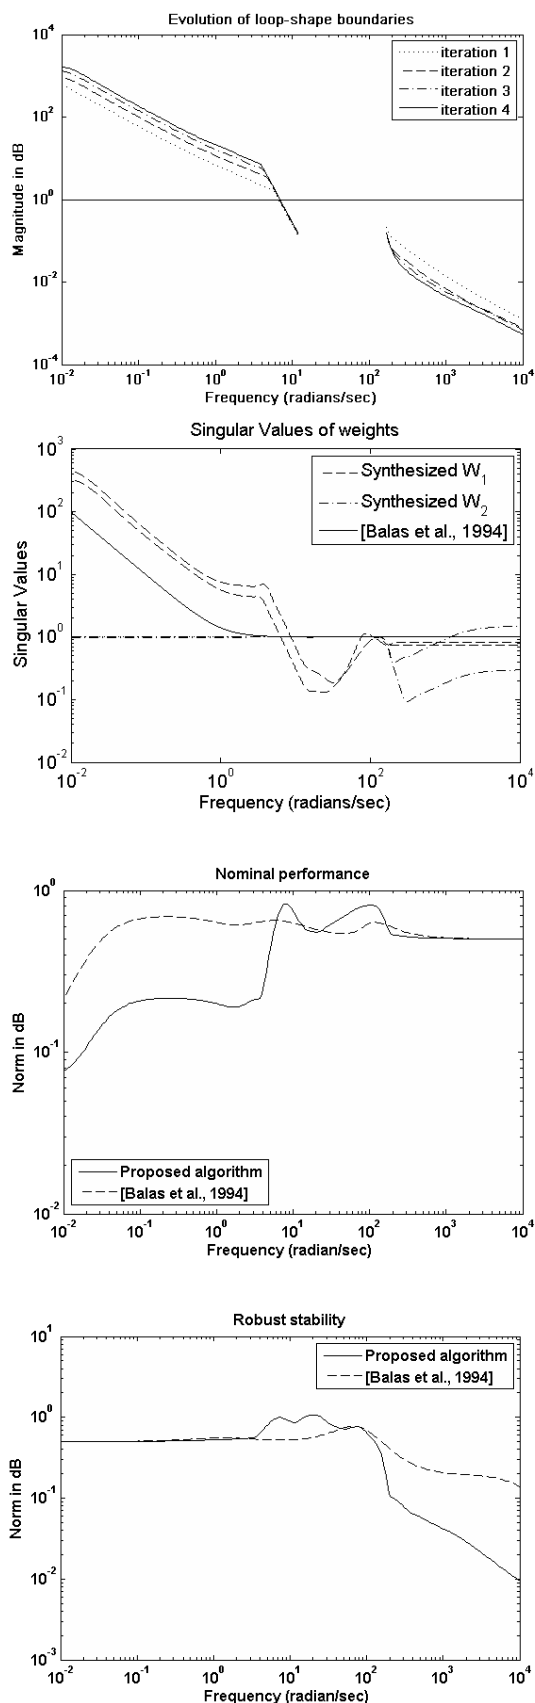 Evolution of loop-shape boundaries
10^4
10^2
10^0
10^-2
10^-4
Magnitude in dB
iteration 1
iteration 2
iteration 3
iteration 4
10^-2 10^-1 10^0 10^1 10^2 10^3 10^4
Frequency (radians/sec)
Singular Values of weights
10^3
10^2
10^1
10^0
10^-1
10^-2
Singular Values
Synthesized W_1
Synthesized W_2
[Balas et al., 1994]
10^-2 10^0 10^2 10^4
Frequency (radians/sec)
Nominal performance
10^0
10^-1
10^-2
Norm in dB
Proposed algorithm
[Balas et al., 1994]
10^-2 10^-1 10^0 10^1 10^2 10^3 10^4
Frequency (radian/sec)
Robust stability
10^1
10^0
10^-1
10^-2
10^-3
Norm in dB
Proposed algorithm
[Balas et al., 1994]
10^-2 10^-1 10^0 10^1 10^2 10^3 10^4
Frequency (radians/sec)